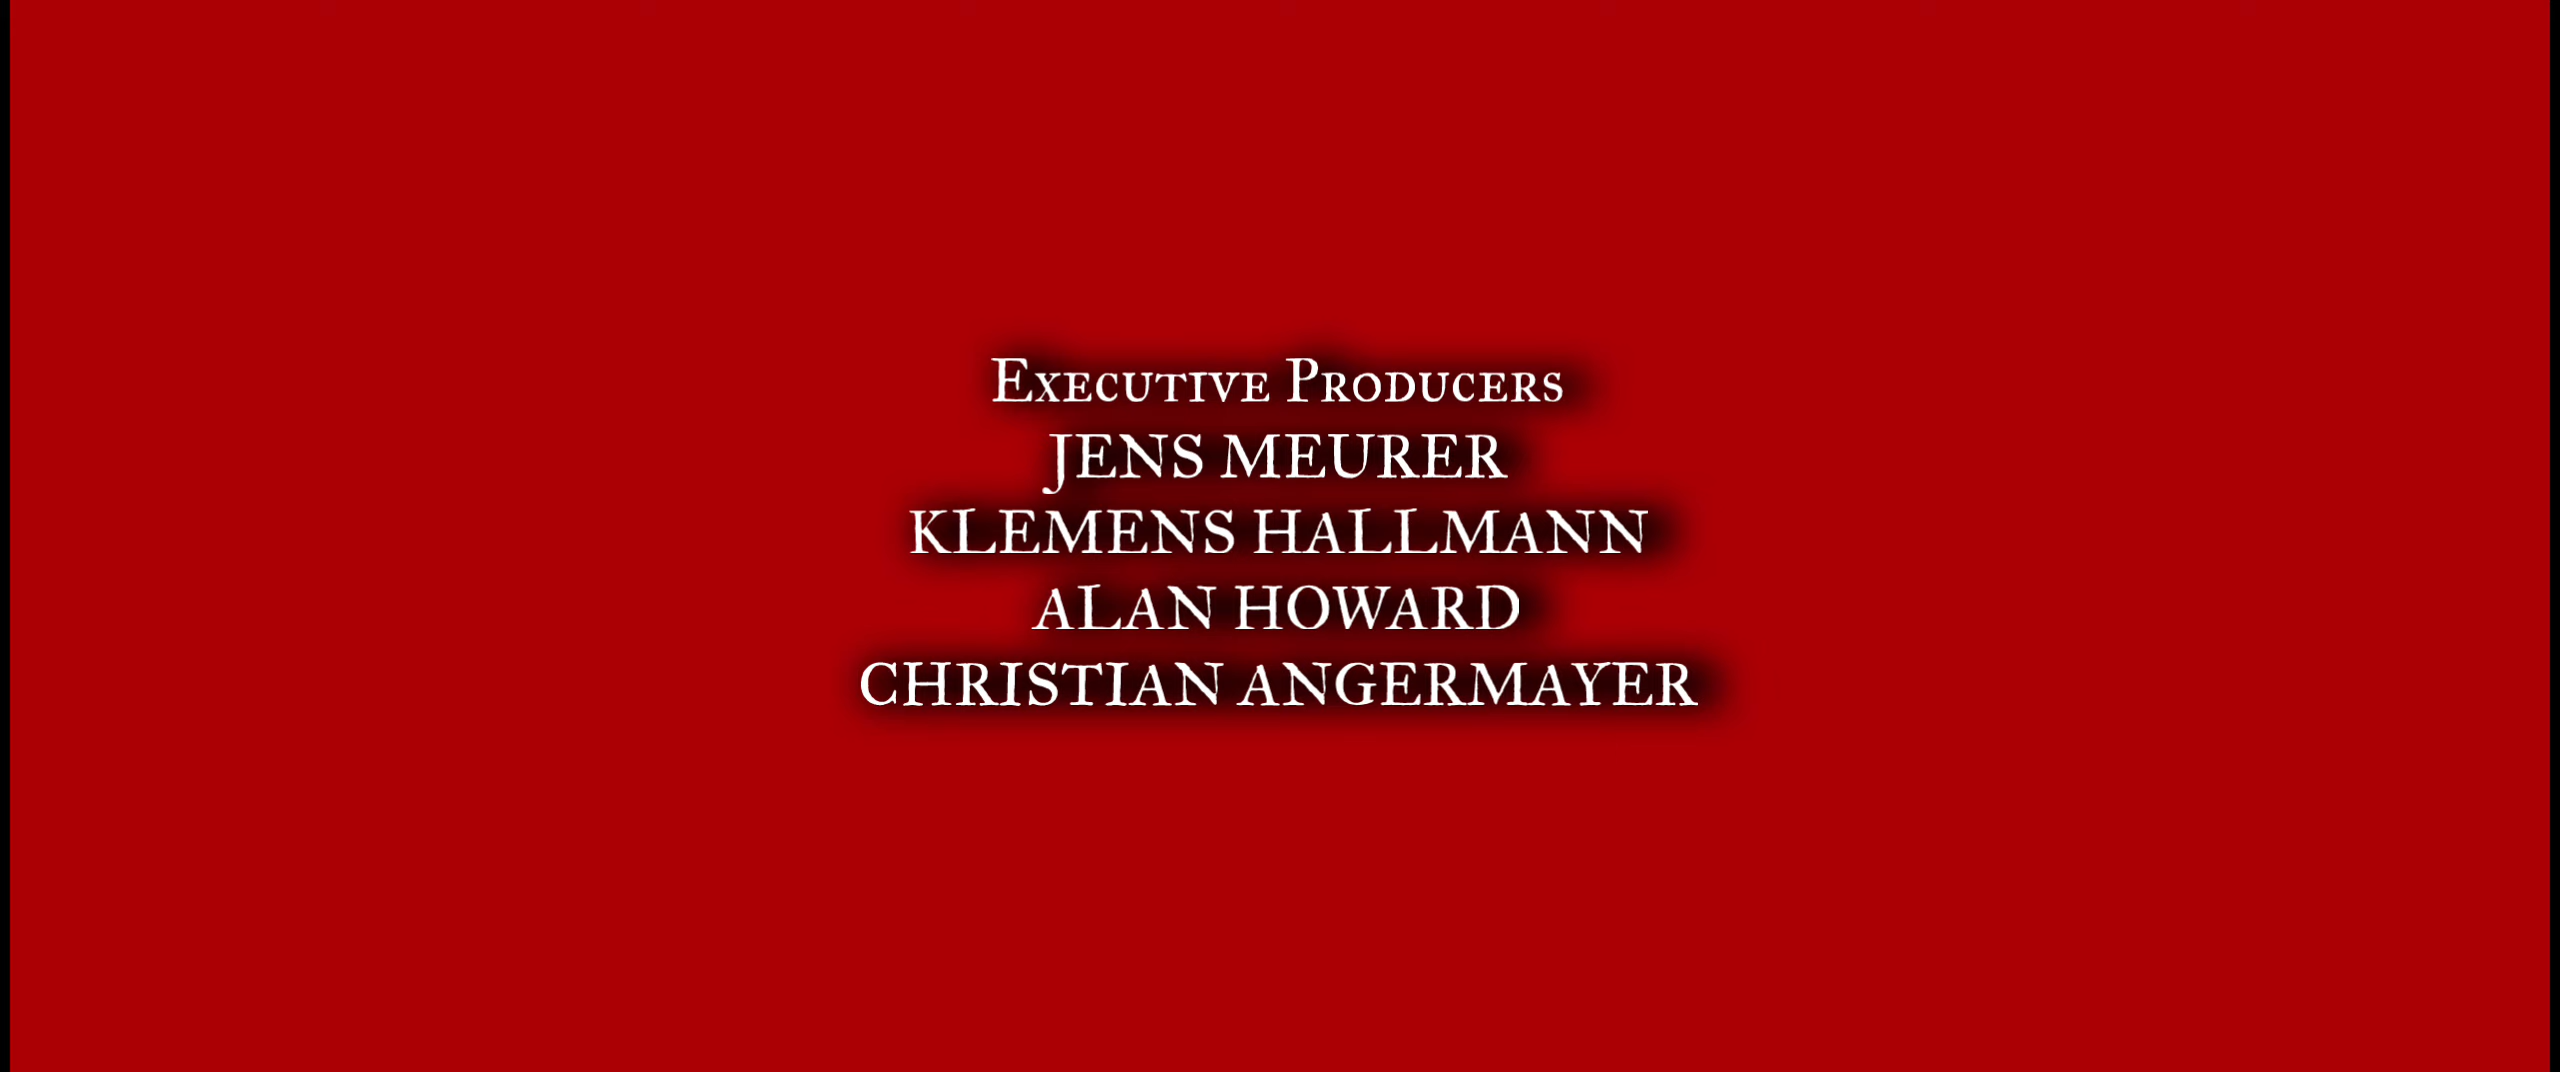 Executive Producers
JENS MEURER
KLEMENS HALLMANN
ALAN HOWARD
CHRISTIAN ANGERMAYER